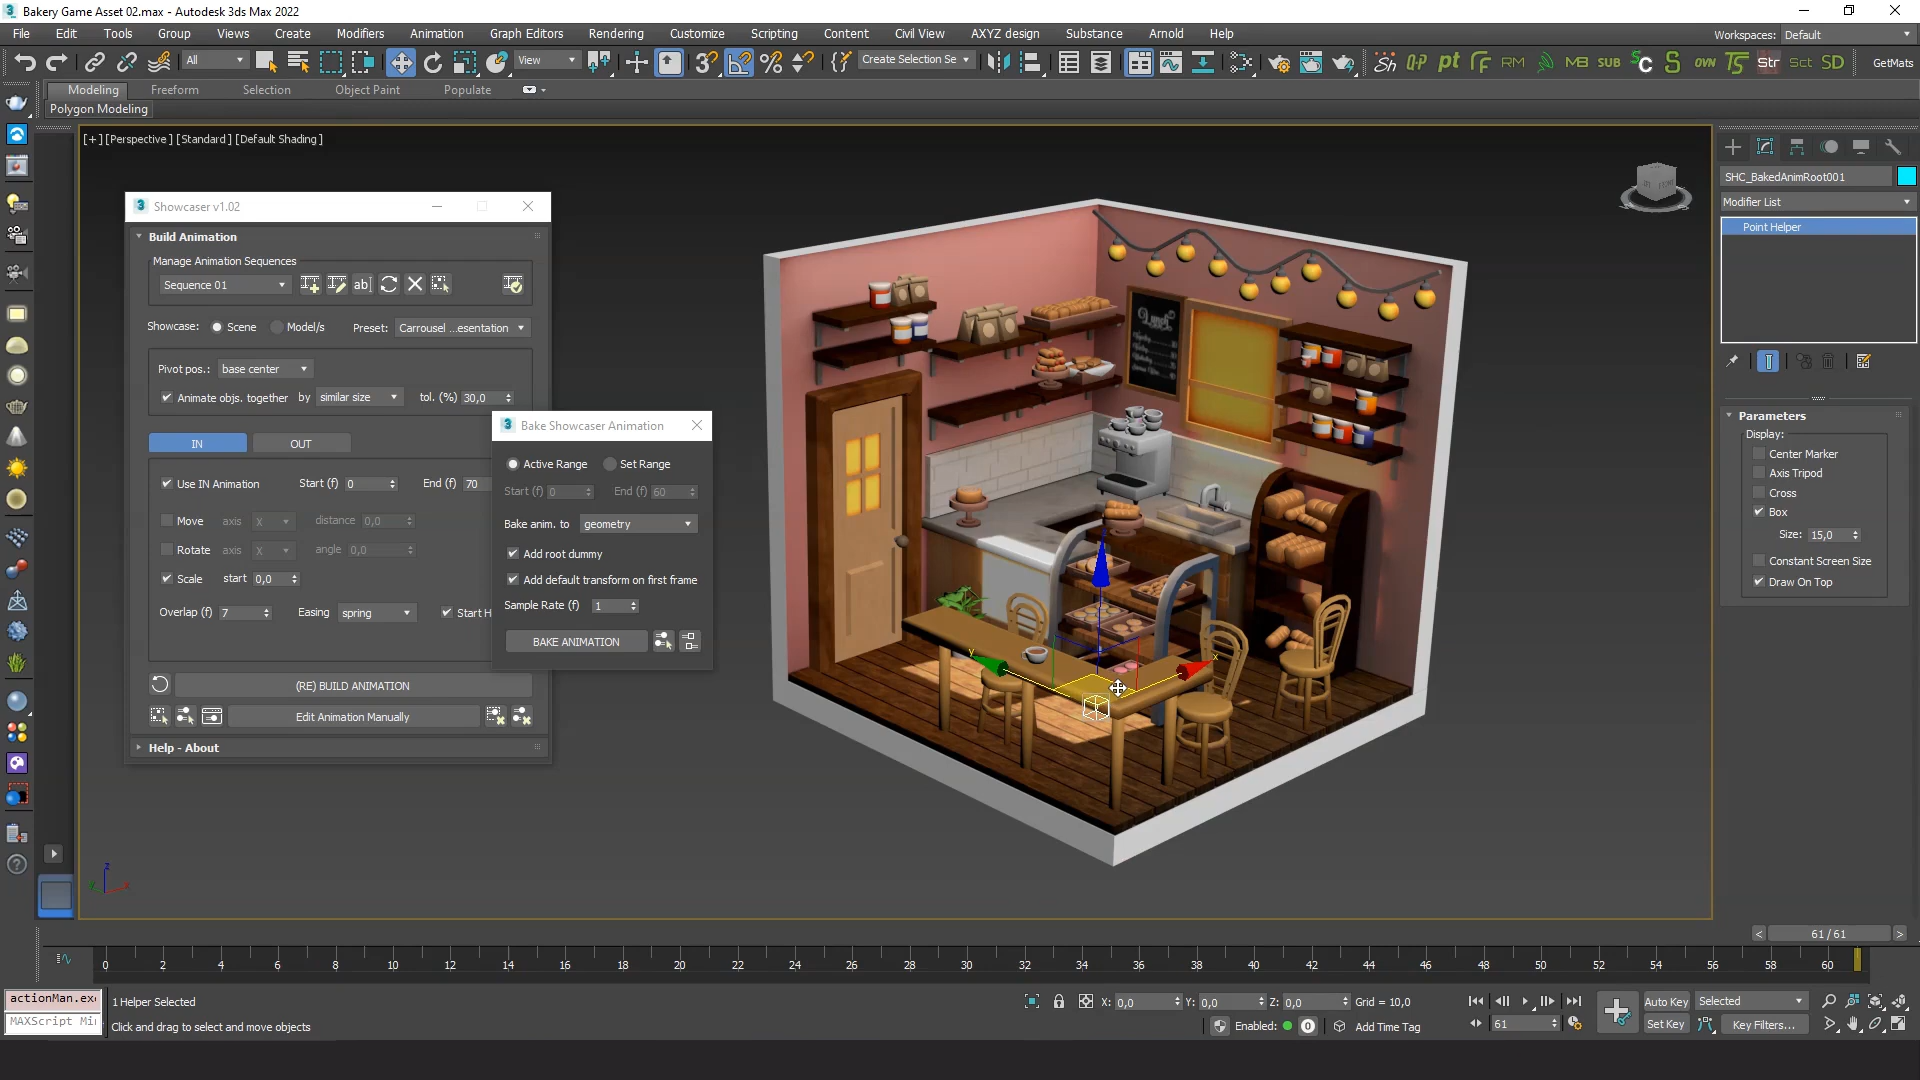 Bakery Game Asset 02.max - Autodesk 3ds Max 2022
File Edit Tools Group Views Create Modifiers Animation Graph Editors Rendering Customize Scripting Content Civil View AXYZ design Substance Arnold Help
Workspaces: Default
All View Create Selection Se RM MB SUB OVN Str Sct SD GetMats
Modeling Freeform Selection Object Paint Populate
Polygon Modeling
[+] [Perspective] [Standard] [Default Shading]
Showcaser v1.02
Build Animation
Manage Animation Sequences
Sequence 01
Showcase: Scene Model/s Preset: Carrousel ...esentation
Pivot pos.: base center
Animate objs. together by similar size tol. (%) 30,0
IN OUT
Use IN Animation Start (f) 0 End (f) 70
Move axis X distance 0,0
Rotate axis X angle 0,0
Scale start 0,0
Overlap (f) 7 Easing spring Start H
(RE) BUILD ANIMATION
Edit Animation Manually
Help - About
Bake Showcaser Animation
Active Range Set Range
Start (f) 0 End (f) 60
Bake anim. to geometry
Add root dummy
Add default transform on first frame
Sample Rate (f) 1
BAKE ANIMATION
Lunch
z
y
x
SHC_BakedAnimRoot001
Modifier List
Point Helper
Parameters
Display:
Center Marker
Axis Tripod
Cross
Box
Size: 15,0
Constant Screen Size
Draw On Top
< 61 / 61 >
0 2 4 6 8 10 12 14 16 18 20 22 24 26 28 30 32 34 36 38 40 42 44 46 48 50 52 54 56 58 60
actionMan.exe
MAXScript Mi
1 Helper Selected
Click and drag to select and move objects
X: 0,0 Y: 0,0 Z: 0,0 Grid = 10,0
Enabled: 0 Add Time Tag
61
Auto Key Selected
Set Key Key Filters...